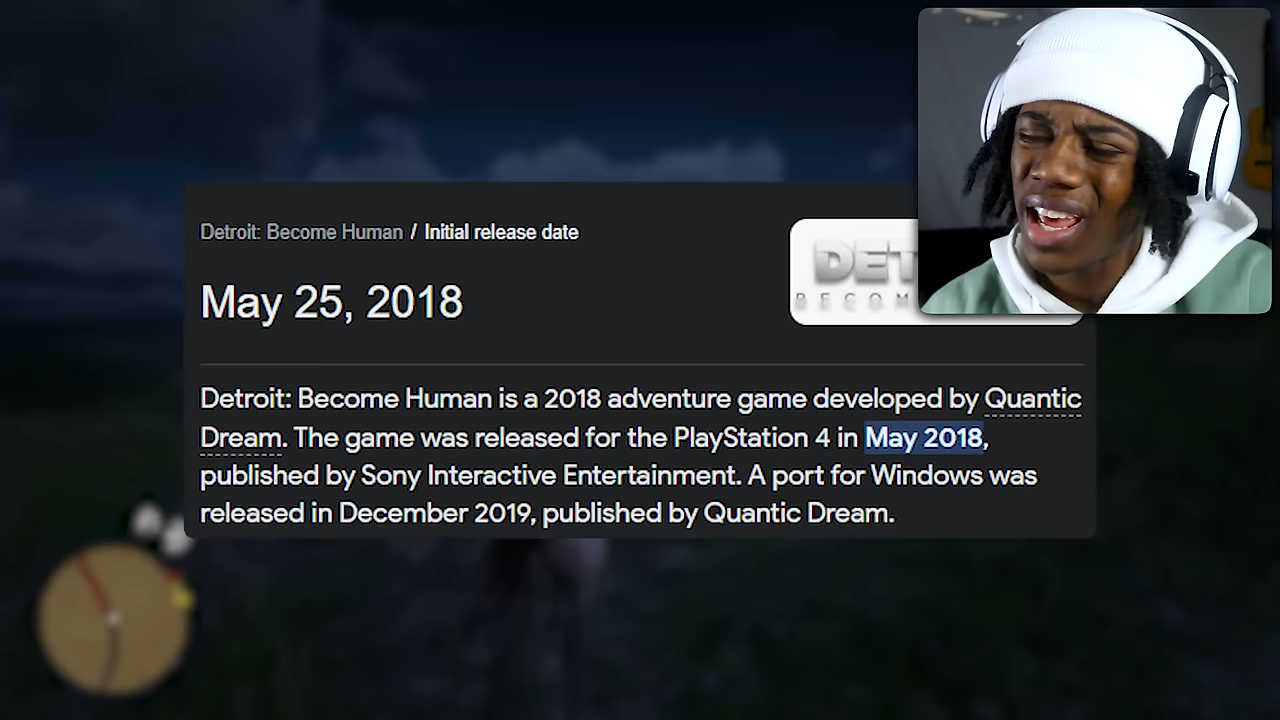 Detroit: Become Human / Initial release date
May 25, 2018
DET
BECOM
Detroit: Become Human is a 2018 adventure game developed by Quantic
Dream. The game was released for the PlayStation 4 in May 2018,
published by Sony Interactive Entertainment. A port for Windows was
released in December 2019, published by Quantic Dream.